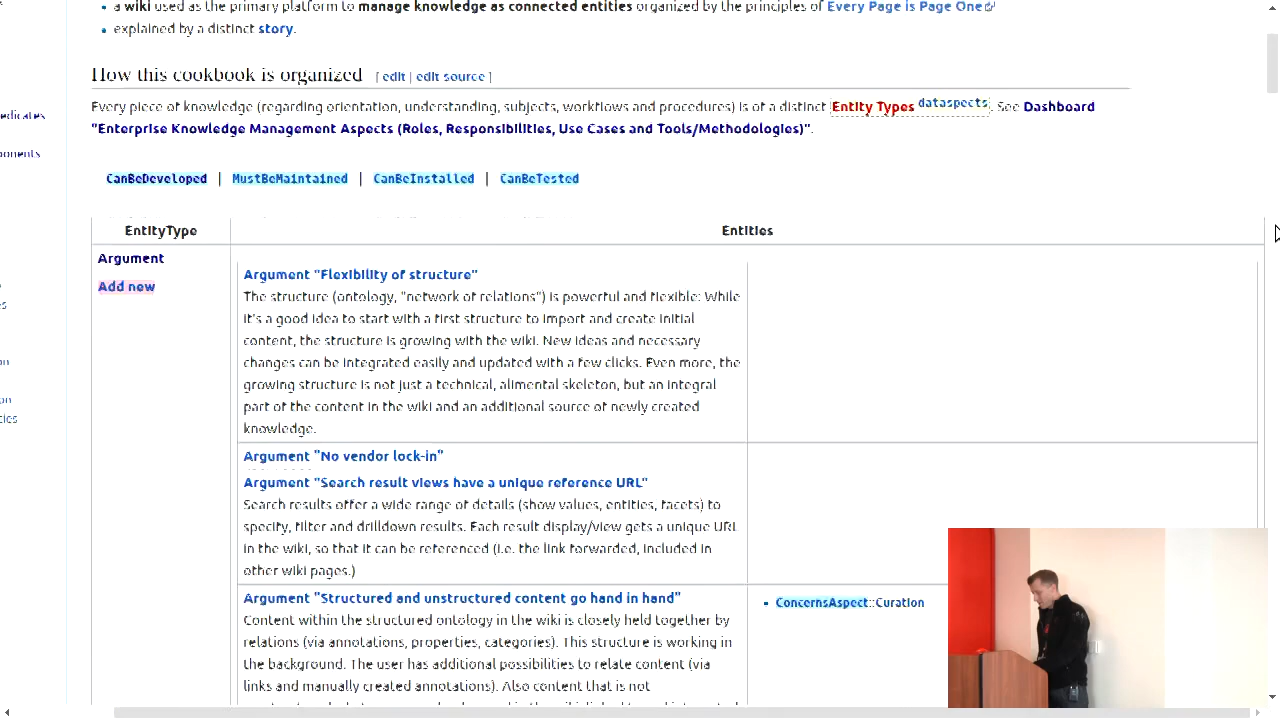 a wiki used as the primary platform to manage knowledge as connected entities organized by the principles of Every Page is Page One
explained by a distinct story.
How this cookbook is organized [ edit | edit source ]
Every piece of knowledge (regarding orientation, understanding, subjects, workflows and procedures) is of a distinct Entity Types dataspects. See Dashboard
"Enterprise Knowledge Management Aspects (Roles, Responsibilities, Use Cases and Tools/Methodologies)".
CanBeDeveloped | MustBeMaintained | CanBeInstalled | CanBeTested
EntityType Entities
Argument
Add new
Argument "Flexibility of structure"
The structure (ontology, "network of relations") is powerful and flexible: While
it's a good idea to start with a first structure to import and create initial
content, the structure is growing with the wiki. New ideas and necessary
changes can be integrated easily and updated with a few clicks. Even more, the
growing structure is not just a technical, alimental skeleton, but an integral
part of the content in the wiki and an additional source of newly created
knowledge.
Argument "No vendor lock-in"
Argument "Search result views have a unique reference URL"
Search results offer a wide range of details (show values, entities, facets) to
specify, filter and drilldown results. Each result display/view gets a unique URL
in the wiki, so that it can be referenced (i.e. the link forwarded, included in
other wiki pages.)
Argument "Structured and unstructured content go hand in hand"
Content within the structured ontology in the wiki is closely held together by
relations (via annotations, properties, categories). This structure is working in
the background. The user has additional possibilities to relate content (via
links and manually created annotations). Also content that is not
ConcernsAspect::Curation